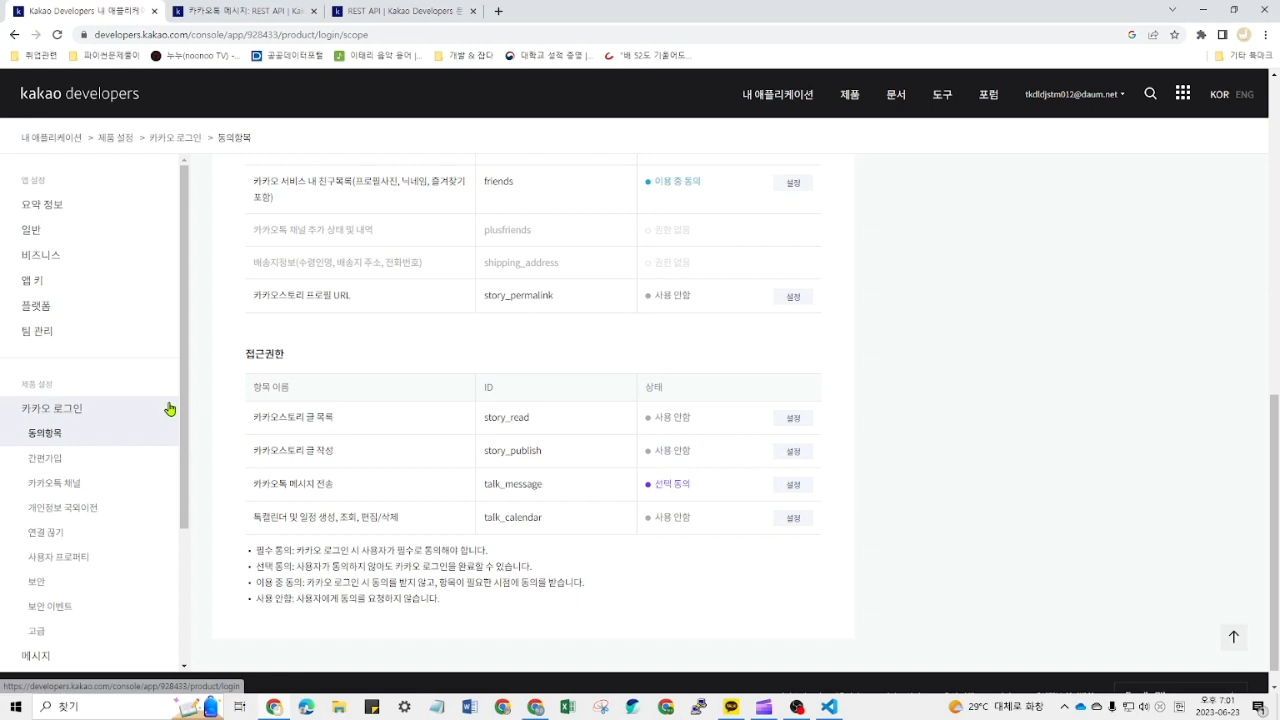 Kakao Developers 내 애플리케이
카카오톡 메시지: REST API | Kak
REST API | Kakao Developers 문
developers.kakao.com/console/app/928433/product/login/scope
취업관련
파이썬문제풀이
누누(noonoo TV) -...
공공데이터포털
이태리 음악 용어 |...
개발 & 잡다
대학교 성적 증명 |...
기타 북마크
kakao developers
내 애플리케이션
제품
문서
도구
포럼
tkdldjstm012@daum.net
KOR ENG
내 애플리케이션 > 제품 설정 > 카카오 로그인 > 동의항목
앱 설정
요약 정보
일반
비즈니스
앱 키
플랫폼
팀 관리
제품 설정
카카오 로그인
동의항목
간편가입
카카오톡 채널
개인정보 국외이전
연결 끊기
사용자 프로퍼티
보안
보안 이벤트
고급
메시지
카카오 서비스 내 친구목록(프로필사진, 닉네임, 즐겨찾기 포함) friends 이용 중 동의 설정
카카오톡 채널 추가 상태 및 내역 plusfriends 권한 없음
배송지정보(수령인명, 배송지 주소, 전화번호) shipping_address 권한 없음
카카오스토리 프로필 URL story_permalink 사용 안함 설정
접근권한
항목 이름 ID 상태
카카오스토리 글 목록 story_read 사용 안함 설정
카카오스토리 글 작성 story_publish 사용 안함 설정
카카오톡 메시지 전송 talk_message 선택 동의 설정
톡캘린더 및 일정 생성, 조회, 편집/삭제 talk_calendar 사용 안함 설정
• 필수 동의: 카카오 로그인 시 사용자가 필수로 동의해야 합니다.
• 선택 동의: 사용자가 동의하지 않아도 카카오 로그인을 완료할 수 있습니다.
• 이용 중 동의: 카카오 로그인 시 동의를 받지 않고, 항목이 필요한 시점에 동의를 받습니다.
• 사용 안함: 사용자에게 동의를 요청하지 않습니다.
https://developers.kakao.com/console/app/928433/product/login
찾기
29°C 대체로 화창
오후 7:01
2023-06-23